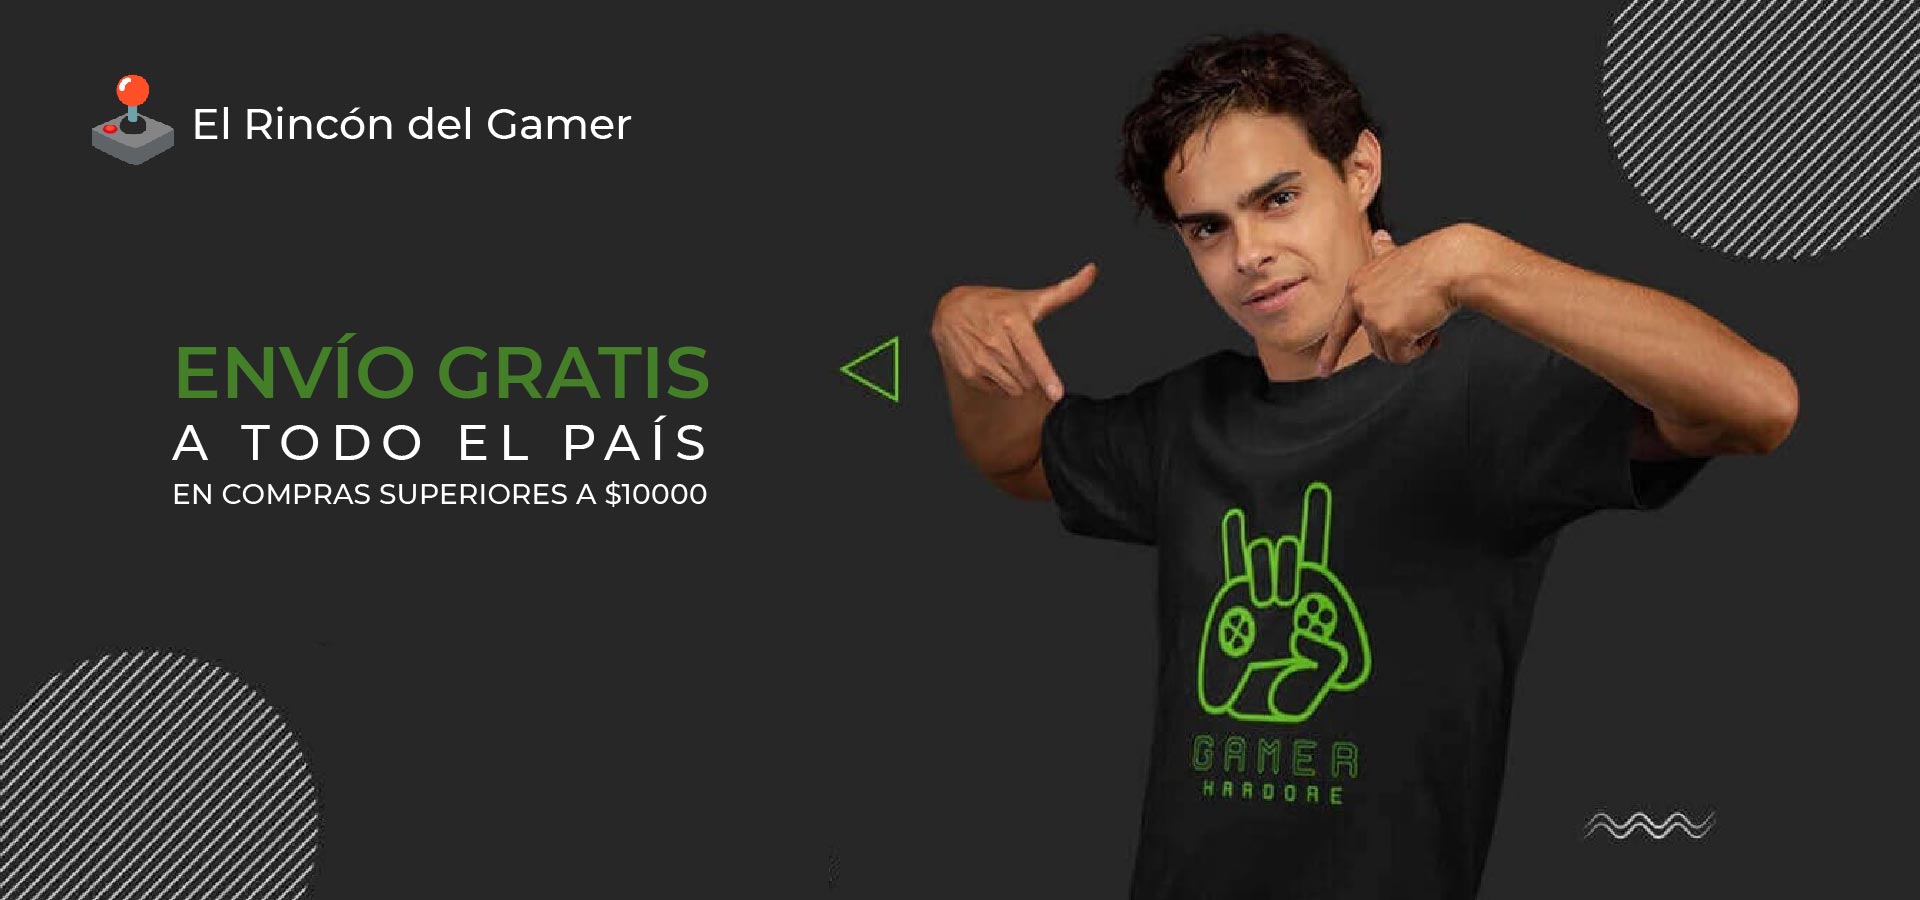 El Rincón del Gamer
ENVÍO GRATIS
A TODO EL PAÍS
EN COMPRAS SUPERIORES A $10000
GAMER
HARDORE